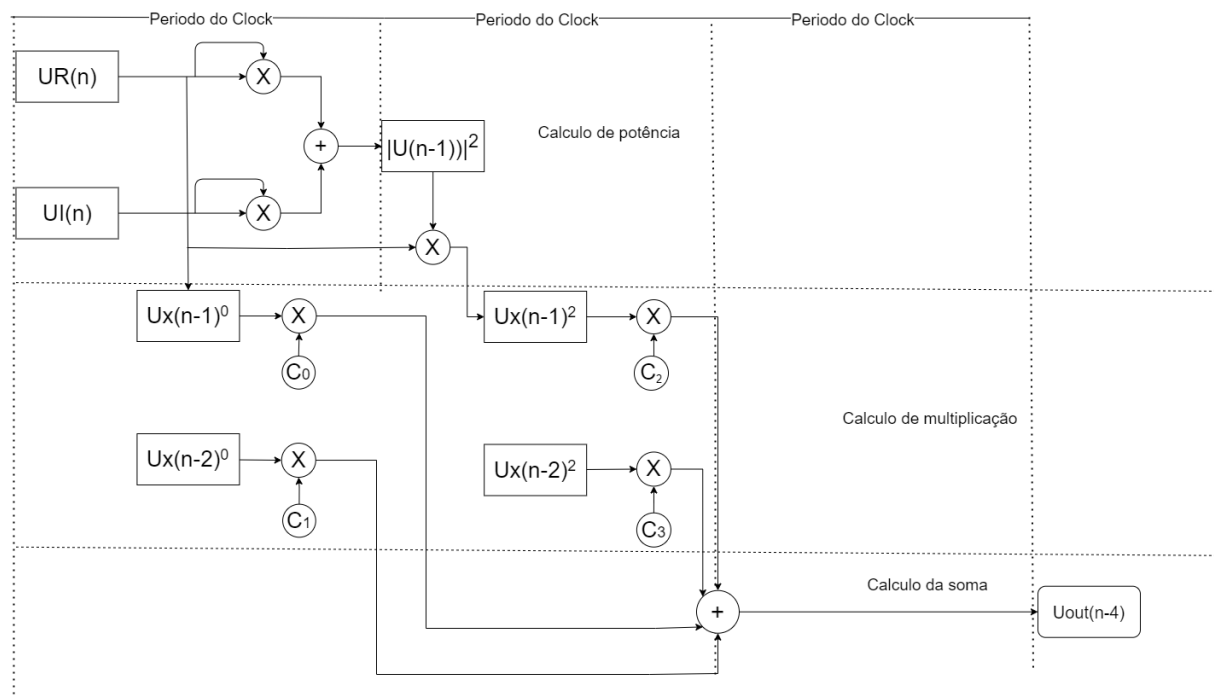 Periodo do Clock
Periodo do Clock
Periodo do Clock
UR(n)
X
UI(n)
X
+
|U(n-1))|²
Calculo de potência
X
Ux(n-1)⁰
X
C₀
Ux(n-1)²
X
C₂
Calculo de multiplicação
Ux(n-2)⁰
X
C₁
Ux(n-2)²
X
C₃
Calculo da soma
+
Uout(n-4)